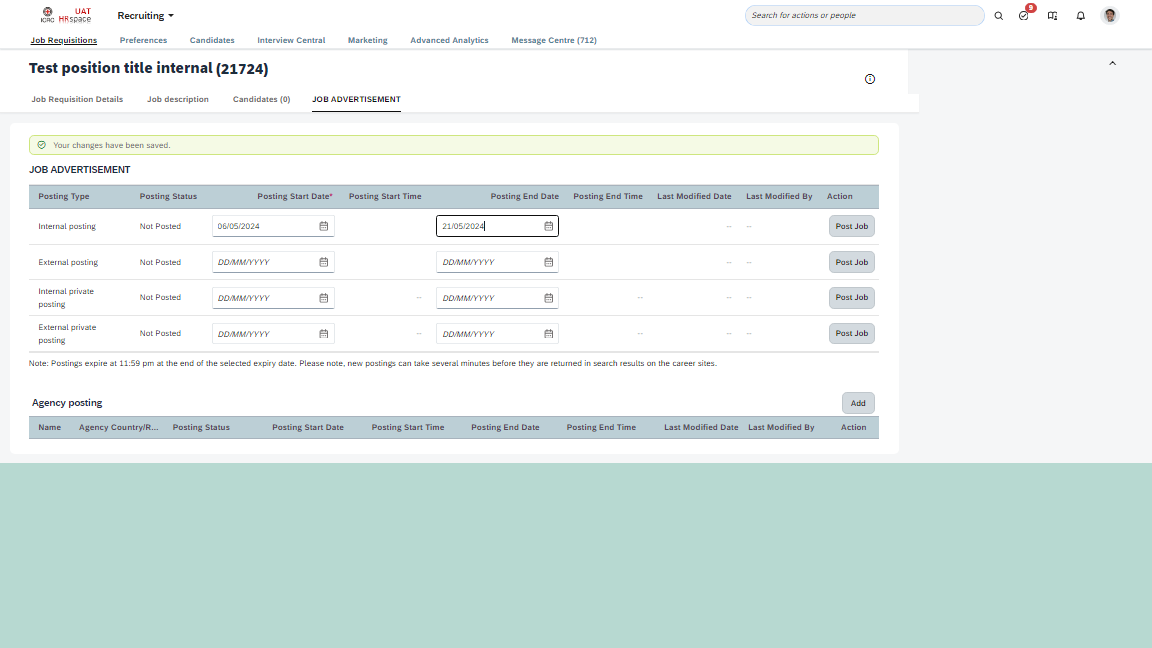 ICRC UAT HRspace Recruiting Search for actions or people 9
Job Requisitions Preferences Candidates Interview Central Marketing Advanced Analytics Message Centre (712)
Test position title internal (21724)
Job Requisition Details Job description Candidates (0) JOB ADVERTISEMENT
Your changes have been saved.
JOB ADVERTISEMENT
Posting Type Posting Status Posting Start Date* Posting Start Time Posting End Date Posting End Time Last Modified Date Last Modified By Action
Internal posting Not Posted 06/05/2024 21/05/2024 -- -- Post Job
External posting Not Posted DD/MM/YYYY DD/MM/YYYY -- -- Post Job
Internal private posting Not Posted DD/MM/YYYY -- DD/MM/YYYY -- -- -- Post Job
External private posting Not Posted DD/MM/YYYY -- DD/MM/YYYY -- -- -- Post Job
Note: Postings expire at 11:59 pm at the end of the selected expiry date. Please note, new postings can take several minutes before they are returned in search results on the career sites.
Agency posting Add
Name Agency Country/R... Posting Status Posting Start Date Posting Start Time Posting End Date Posting End Time Last Modified Date Last Modified By Action